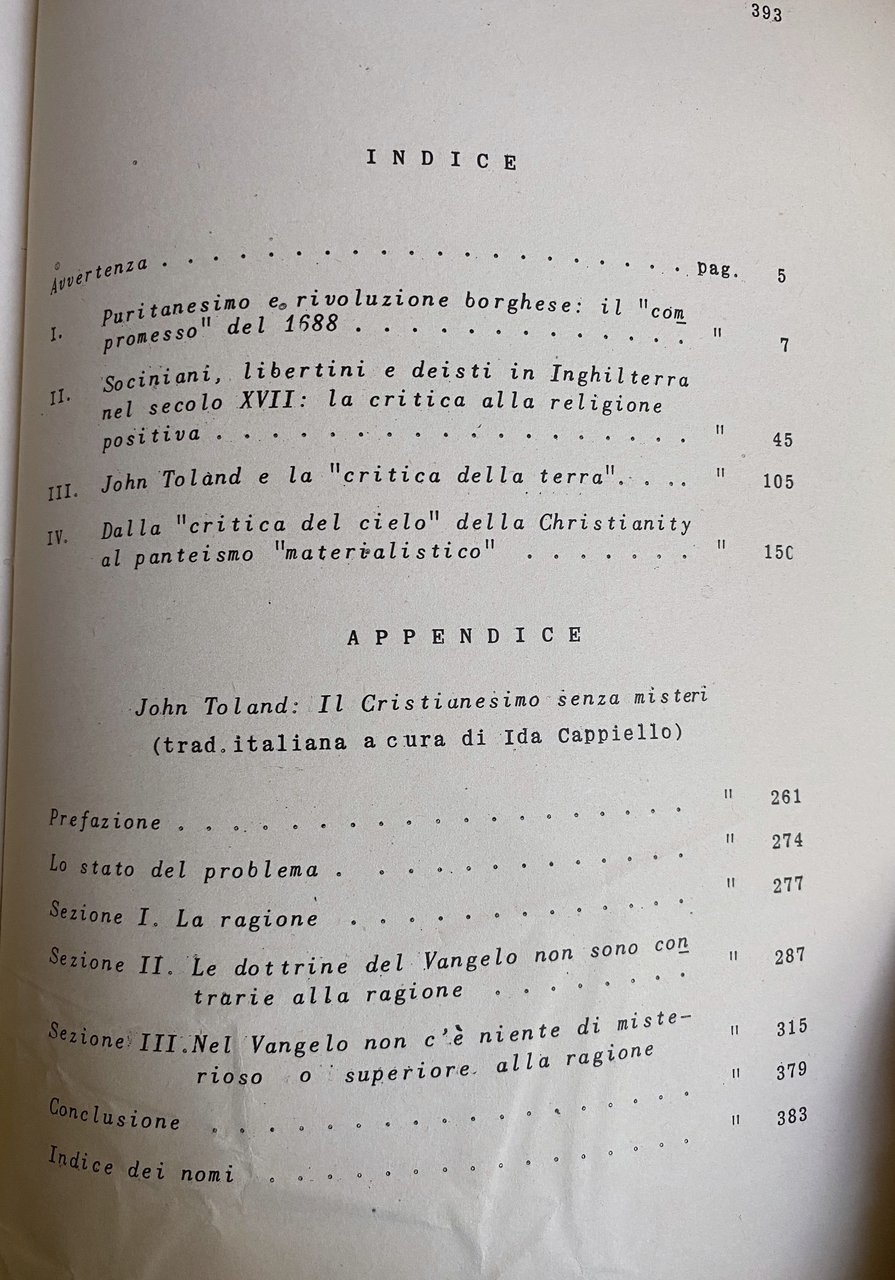 393
INDICE
Avvertenza . . . . . . . . . . . . . . . . . . . pag. 5
I. Puritanesimo e rivoluzione borghese: il "com
promesso" del 1688 . . . . . . . . . . . . " 7
II. Sociniani, libertini e deisti in Inghilterra
nel secolo XVII: la critica alla religione
positiva . . . . . . . . . . . . . . . . . " 45
III. John Toland e la "critica della terra". . . . " 105
IV. Dalla "critica del cielo" della Christianity
al panteismo "materialistico" . . . . . . . " 150
APPENDICE
John Toland: Il Cristianesimo senza misteri
(trad.italiana a cura di Ida Cappiello)
Prefazione . . . . . . . . . . . . . . . . . . " 261
Lo stato del problema . . . . . . . . . . . . " 274
Sezione I. La ragione . . . . . . . . . . . . " 277
Sezione II. Le dottrine del Vangelo non sono con
trarie alla ragione . . . . . . . " 287
Sezione III.Nel Vangelo non c'è niente di miste-
rioso o superiore alla ragione " 315
Conclusione . . . . . . . . . . . . . . . . . " 379
Indice dei nomi . . . . . . . . . . . . . . . " 383